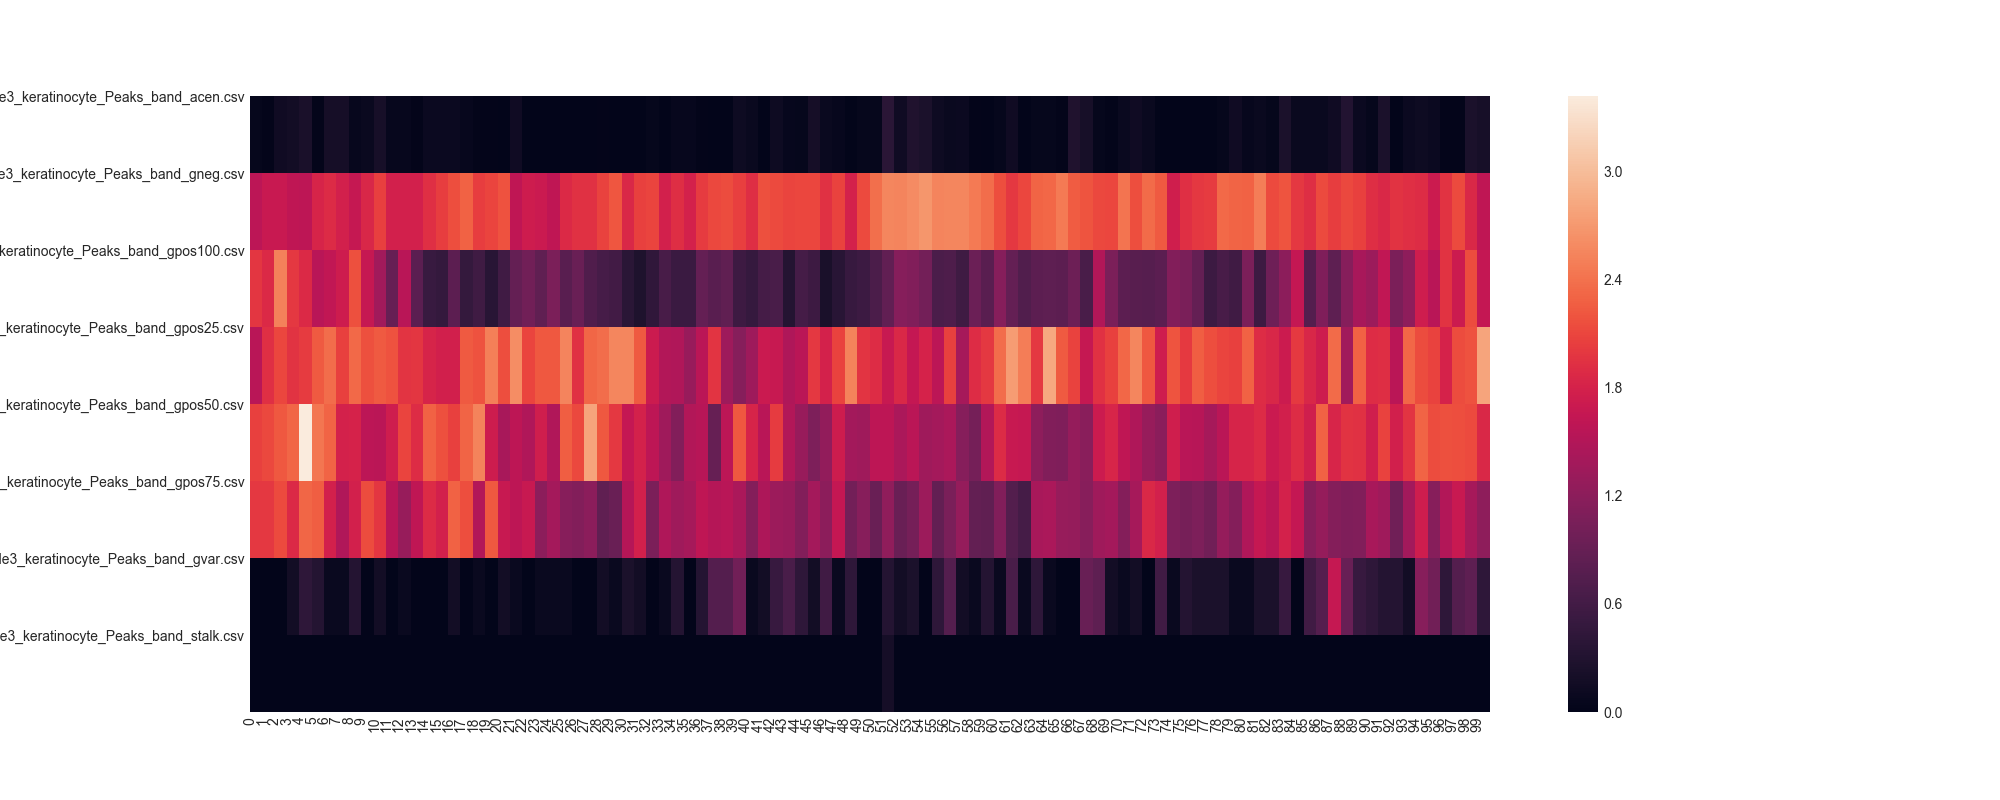 e3_keratinocyte_Peaks_band_acen.csv
e3_keratinocyte_Peaks_band_gneg.csv
keratinocyte_Peaks_band_gpos100.csv
_keratinocyte_Peaks_band_gpos25.csv
_keratinocyte_Peaks_band_gpos50.csv
_keratinocyte_Peaks_band_gpos75.csv
le3_keratinocyte_Peaks_band_gvar.csv
e3_keratinocyte_Peaks_band_stalk.csv
0 1 2 3 4 5 6 7 8 9 10 11 12 13 14 15 16 17 18 19 20 21 22 23 24 25 26 27 28 29 30 31 32 33 34 35 36 37 38 39 40 41 42 43 44 45 46 47 48 49 50 51 52 53 54 55 56 57 58 59 60 61 62 63 64 65 66 67 68 69 70 71 72 73 74 75 76 77 78 79 80 81 82 83 84 85 86 87 88 89 90 91 92 93 94 95 96 97 98 99
3.0
2.4
1.8
1.2
0.6
0.0